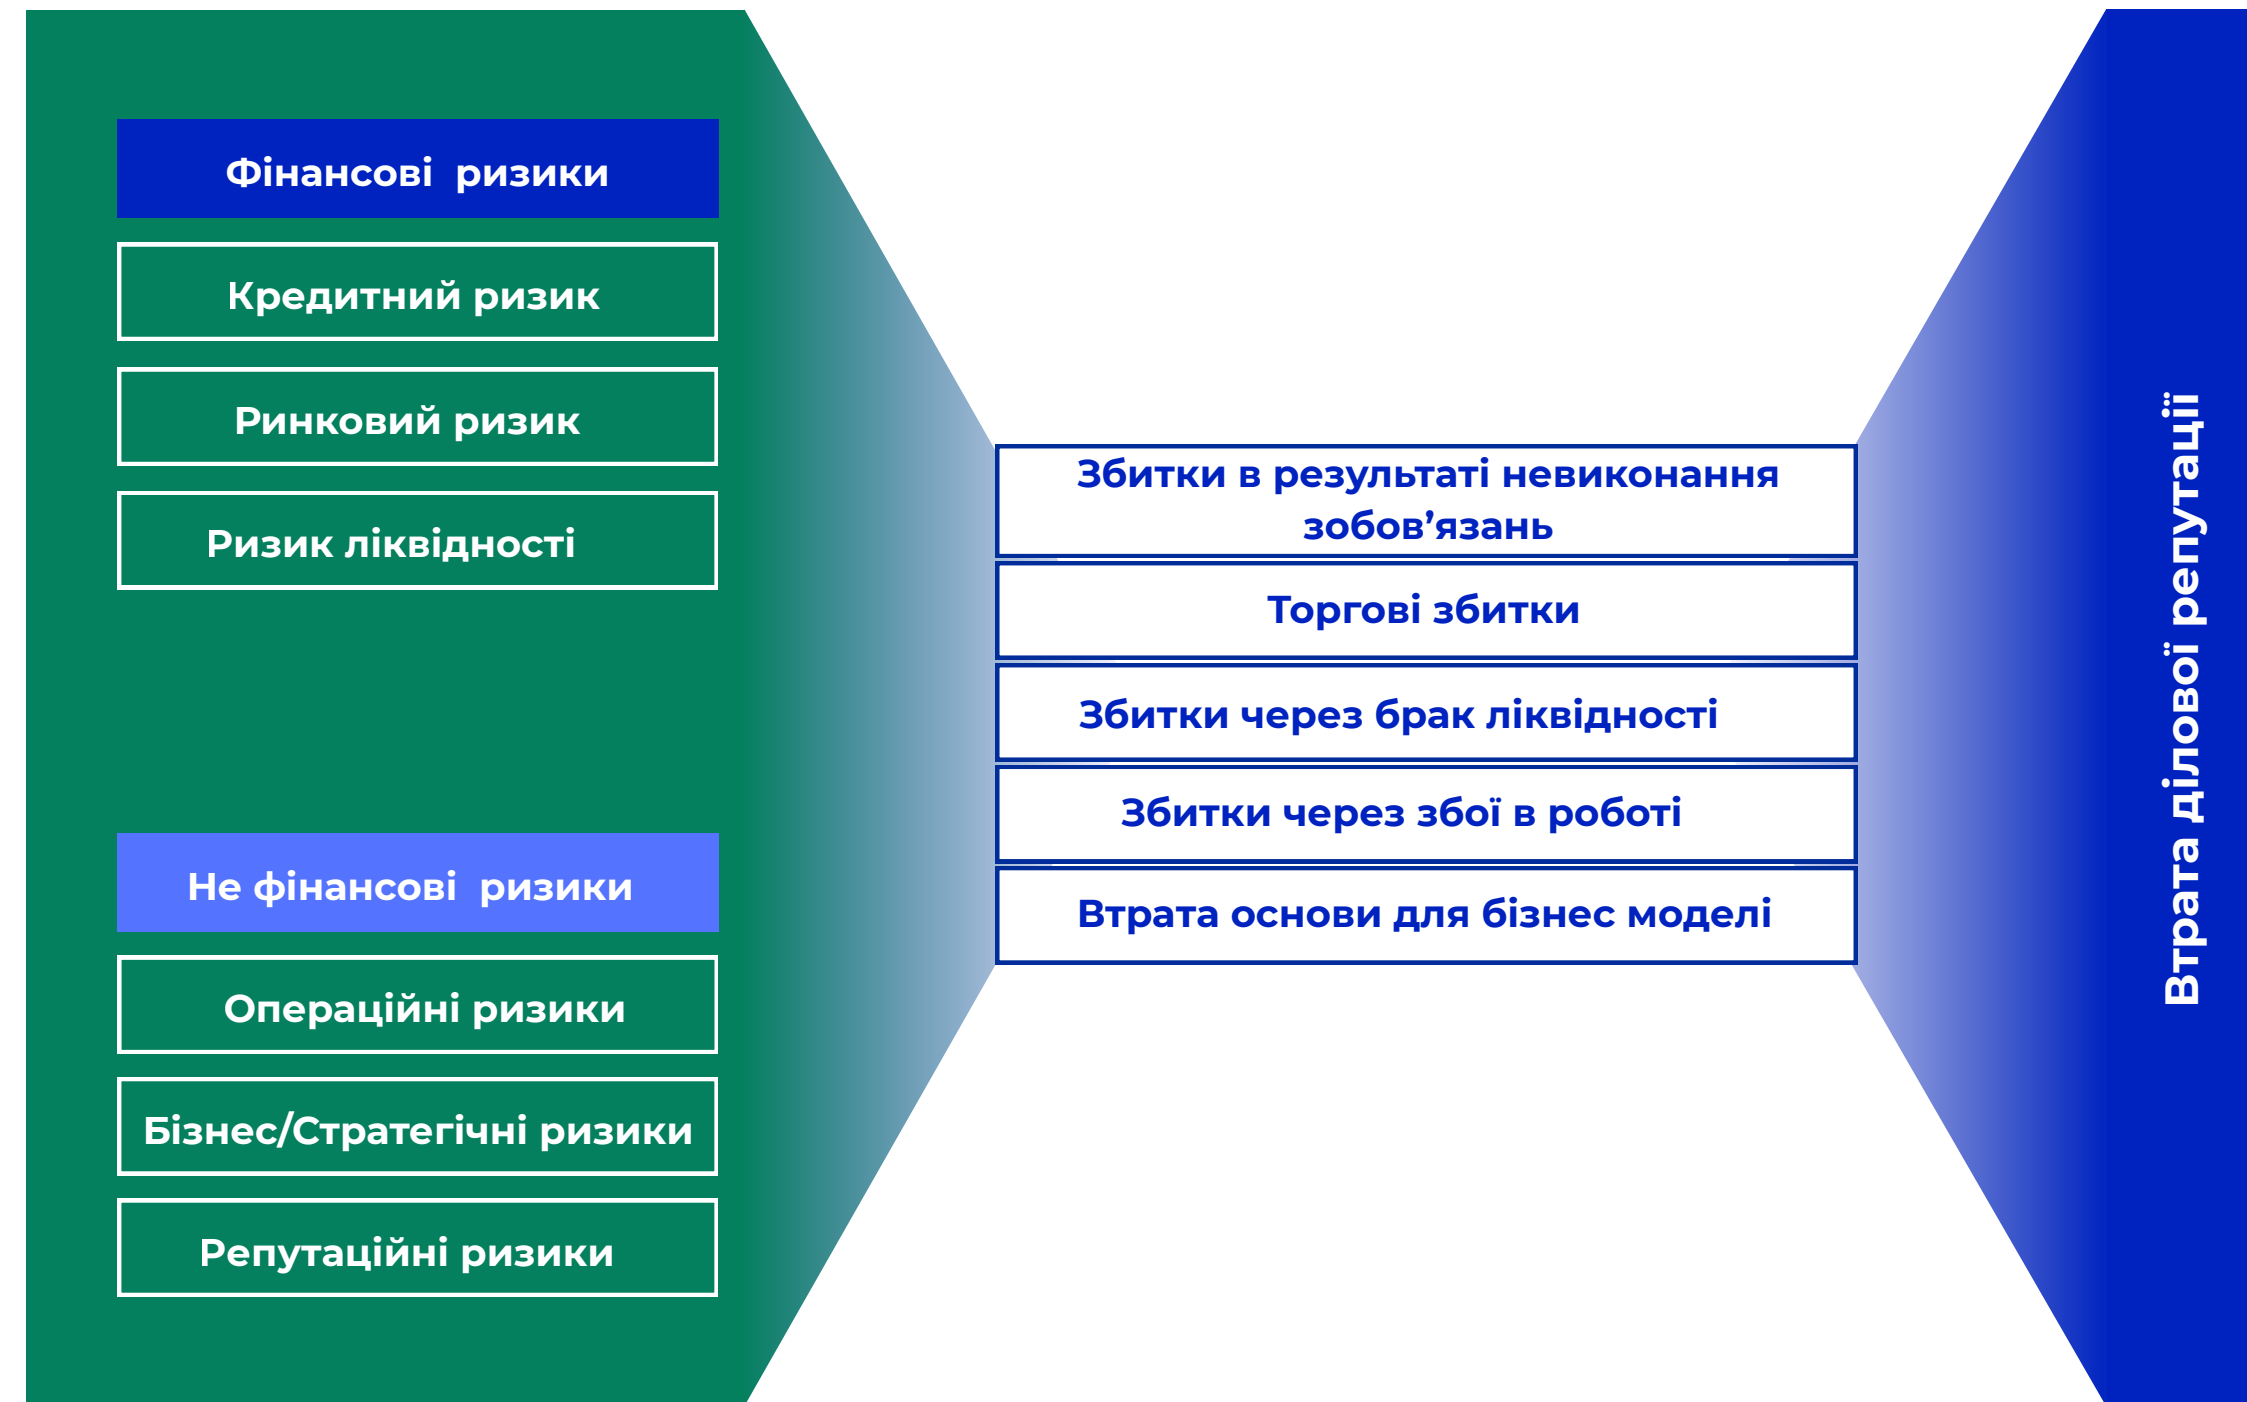 Фінансові ризики
Кредитний ризик
Ринковий ризик
Ризик ліквідності
Не фінансові ризики
Операційні ризики
Бізнес/Стратегічні ризики
Репутаційні ризики
Збитки в результаті невиконання
зобов’язань
Торгові збитки
Збитки через брак ліквідності
Збитки через збої в роботі
Втрата основи для бізнес моделі
Втрата ділової репутації